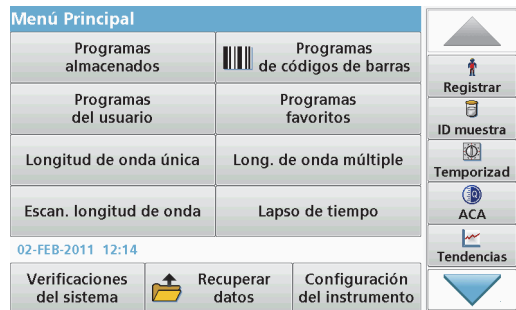 Menú Principal
Programas
almacenados
Programas
de códigos de barras
Programas
del usuario
Programas
favoritos
Longitud de onda única
Long. de onda múltiple
Escan. longitud de onda
Lapso de tiempo
02-FEB-2011 12:14
Verificaciones
del sistema
Recuperar
datos
Configuración
del instrumento
Registrar
ID muestra
Temporizad
ACA
Tendencias